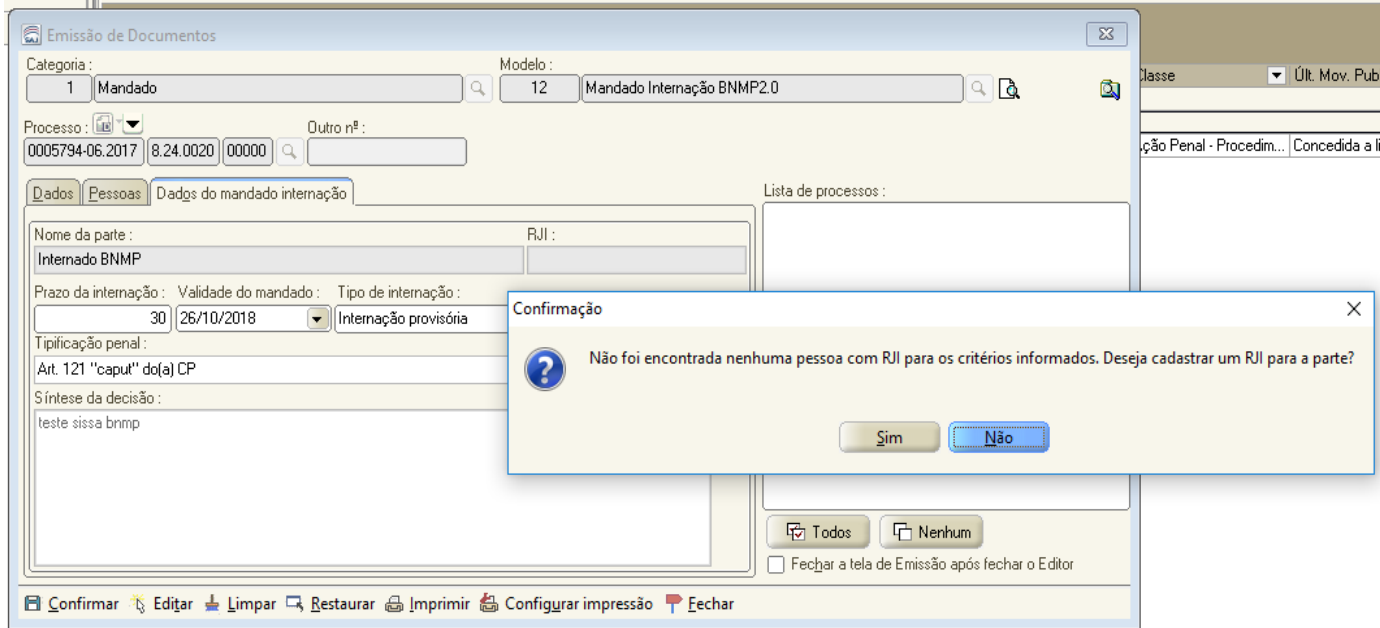 Emissão de Documentos
Categoria :
Modelo :
1 Mandado
12 Mandado Internação BNMP2.0
Classe
Últ. Mov. Pub
Processo :
Outro nº :
0005794-06.2017 8.24.0020 00000
Ação Penal - Procedim... Concedida a li
Dados Pessoas Dados do mandado internação
Lista de processos :
Nome da parte :
RJI :
Internado BNMP
Prazo da internação : Validade do mandado : Tipo de internação :
30 26/10/2018 Internação provisória
Tipificação penal :
Art. 121 "caput" do(a) CP
Síntese da decisão :
teste sissa bnmp
Confirmação
Não foi encontrada nenhuma pessoa com RJI para os critérios informados. Deseja cadastrar um RJI para a parte?
Sim Não
Todos Nenhum
Fechar a tela de Emissão após fechar o Editor
Confirmar Editar Limpar Restaurar Imprimir Configurar impressão Fechar